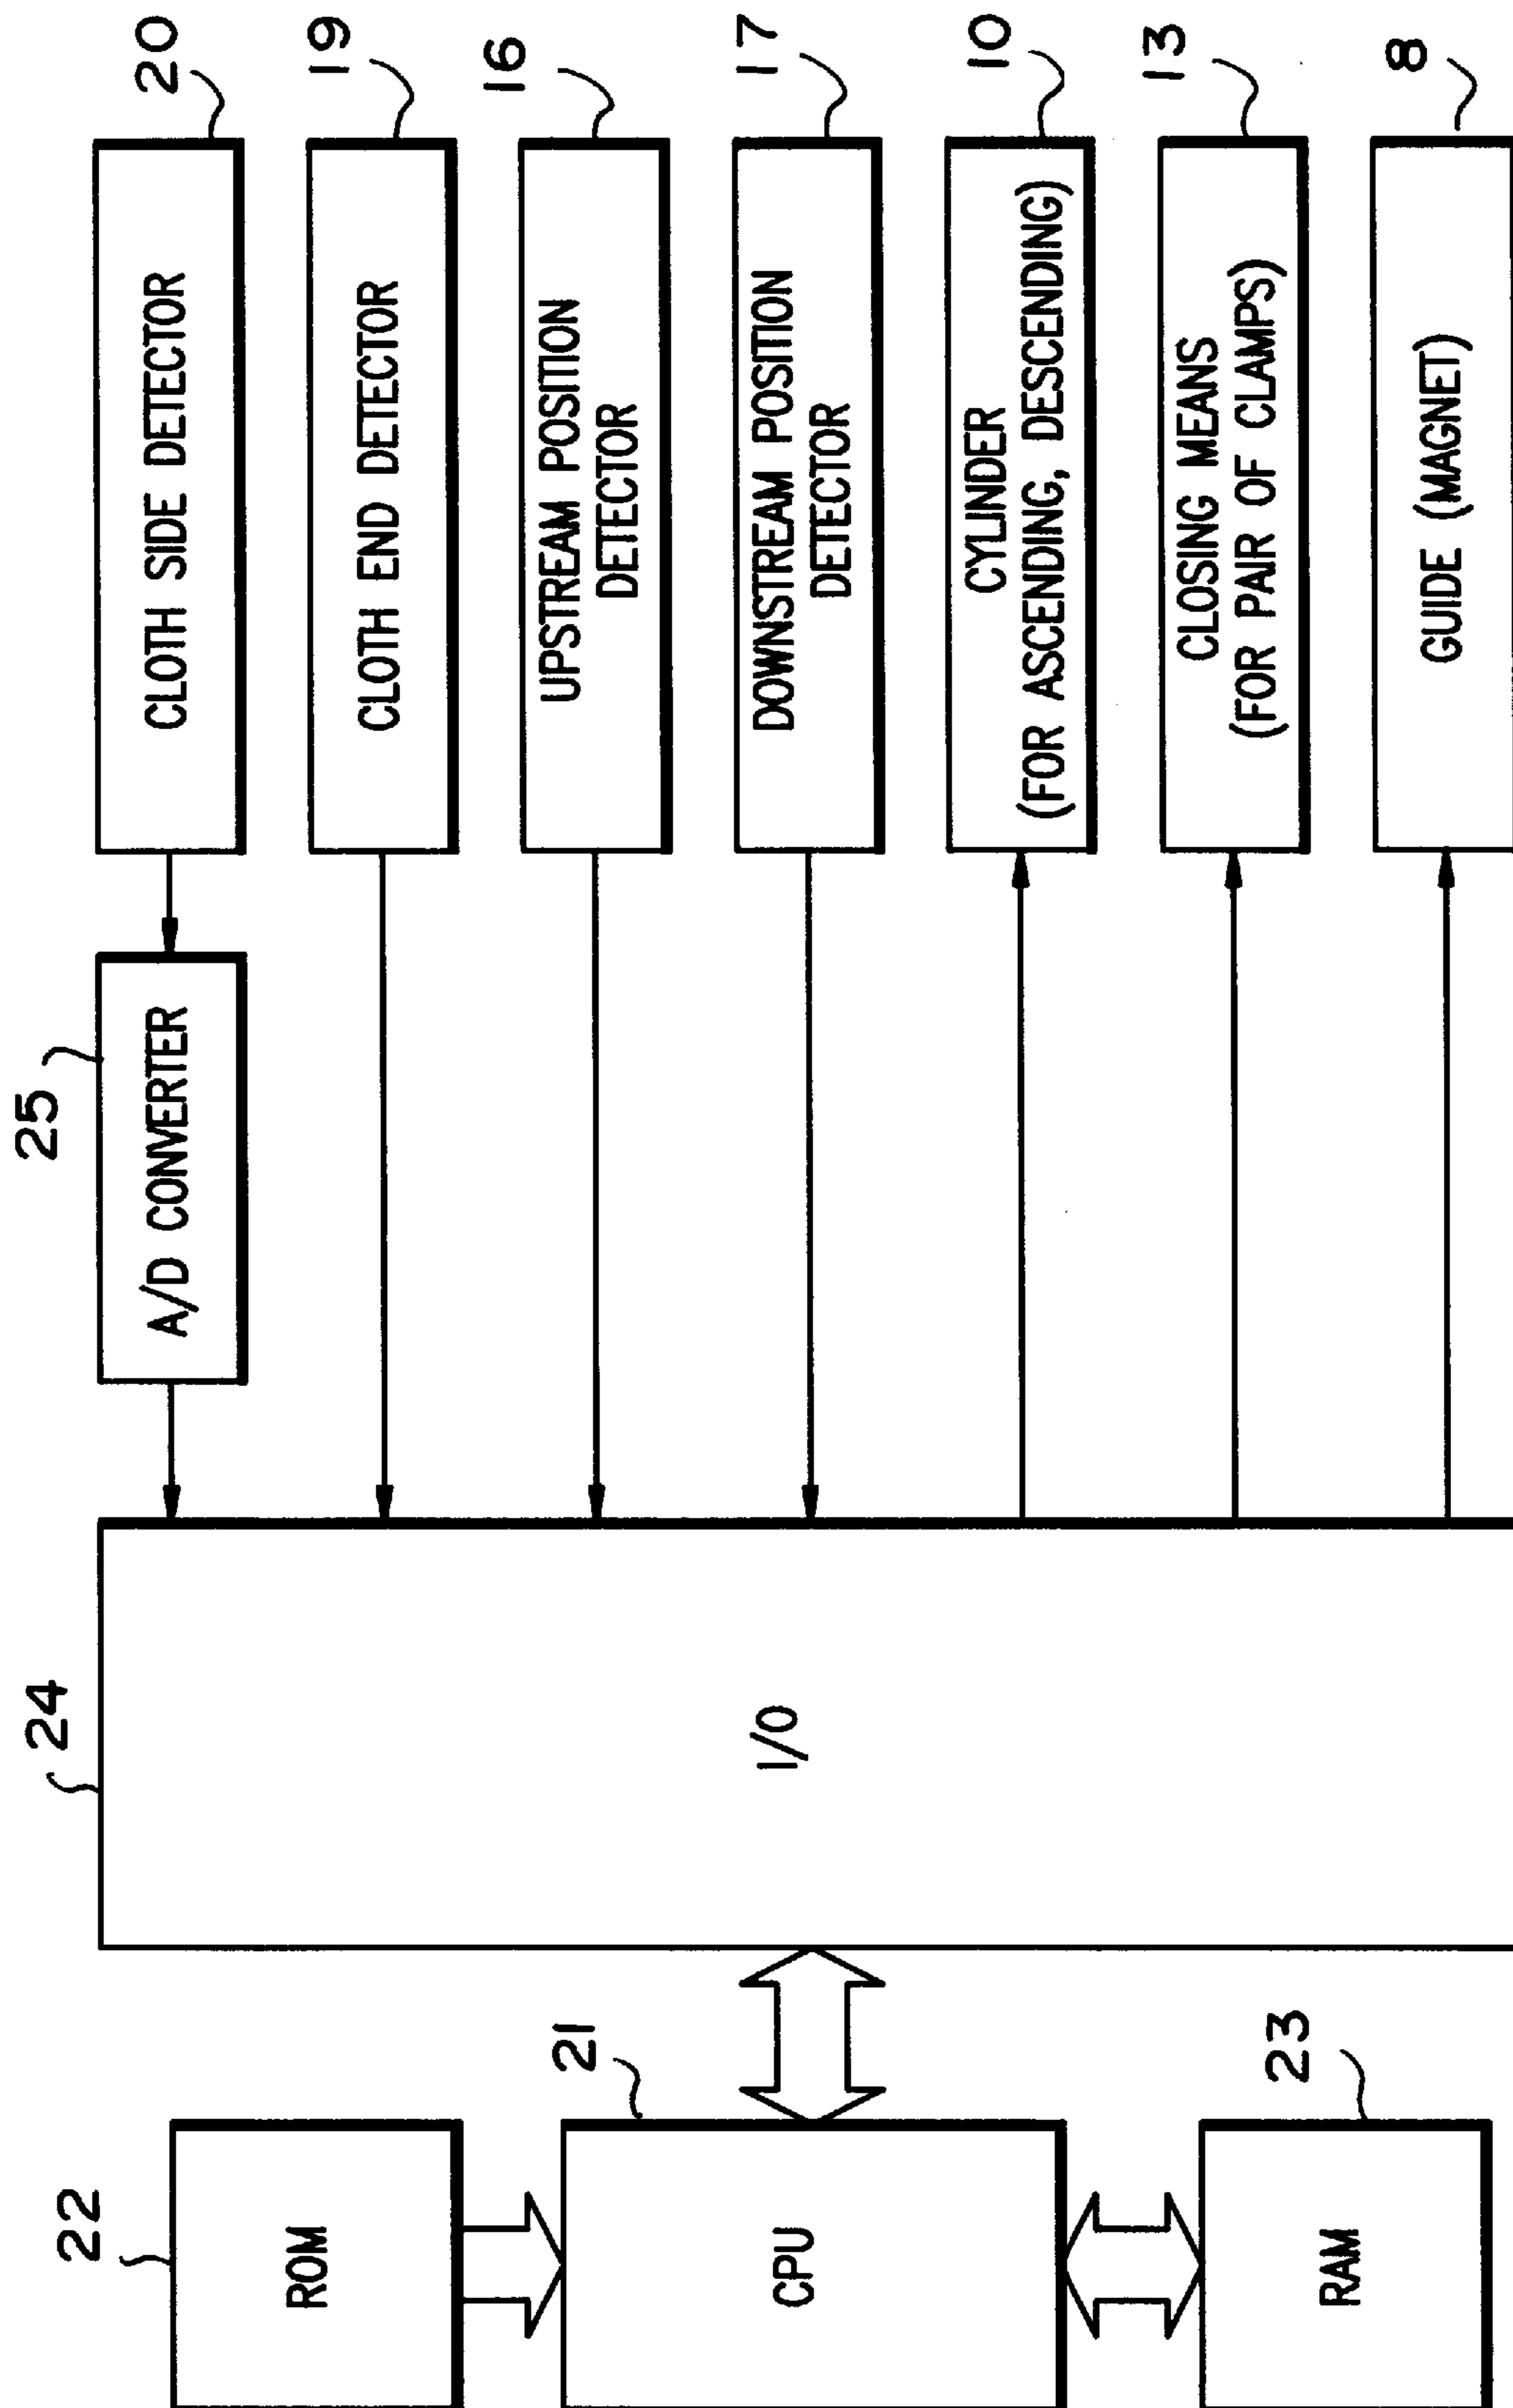 22
ROM
21
CPU
23
RAM
24
I/O
25
A/D CONVERTER
CLOTH SIDE DETECTOR
20
CLOTH END DETECTOR
19
UPSTREAM POSITION
DETECTOR
16
DOWNSTREAM POSITION
DETECTOR
17
CYLINDER
(FOR ASCENDING, DESCENDING)
10
CLOSING MEANS
(FOR PAIR OF CLAMPS)
13
GUIDE (MAGNET)
8